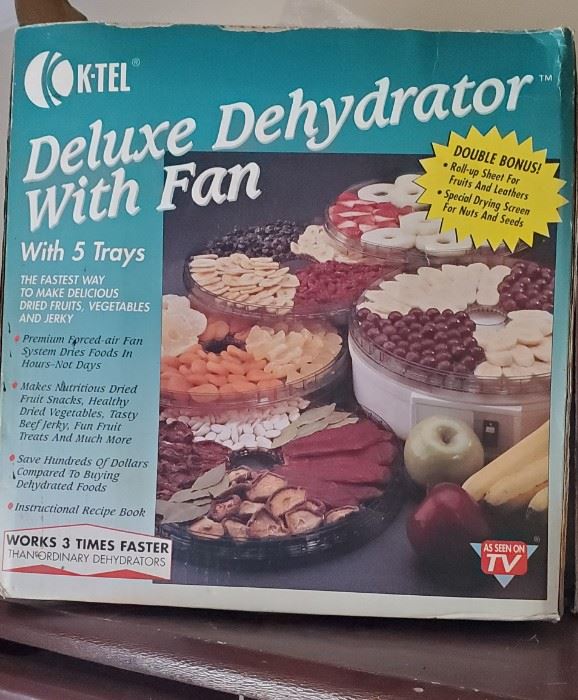 K-TEL®
Deluxe Dehydrator™
With Fan
With 5 Trays
THE FASTEST WAY
TO MAKE DELICIOUS
DRIED FRUITS, VEGETABLES
AND JERKY
• Premium Forced-air Fan
System Dries Foods In
Hours-Not Days
• Makes Nutritious Dried
Fruit Snacks, Healthy
Dried Vegetables, Tasty
Beef Jerky, Fun Fruit
Treats And Much More
• Save Hundreds Of Dollars
Compared To Buying
Dehydrated Foods
• Instructional Recipe Book
WORKS 3 TIMES FASTER
THAN ORDINARY DEHYDRATORS
DOUBLE BONUS!
• Roll-up Sheet For
Fruits And Leathers
• Special Drying Screen
For Nuts And Seeds
AS SEEN ON
TV
®